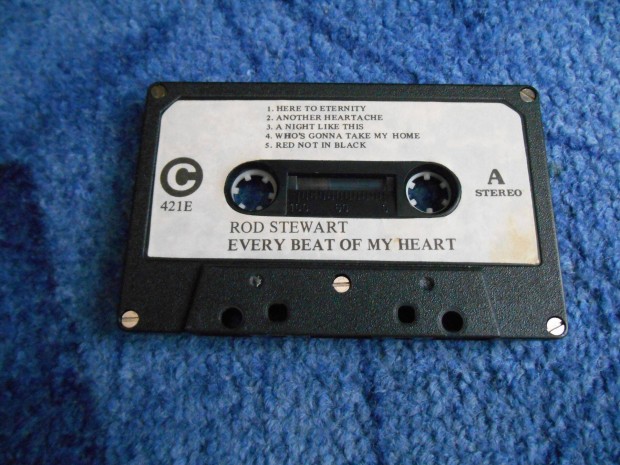 1. HERE TO ETERNITY
2. ANOTHER HEARTACHE
3. A NIGHT LIKE THIS
4. WHO'S GONNA TAKE MY HOME
5. RED NOT IN BLACK
C
421E
A
STEREO
ROD STEWART
EVERY BEAT OF MY HEART